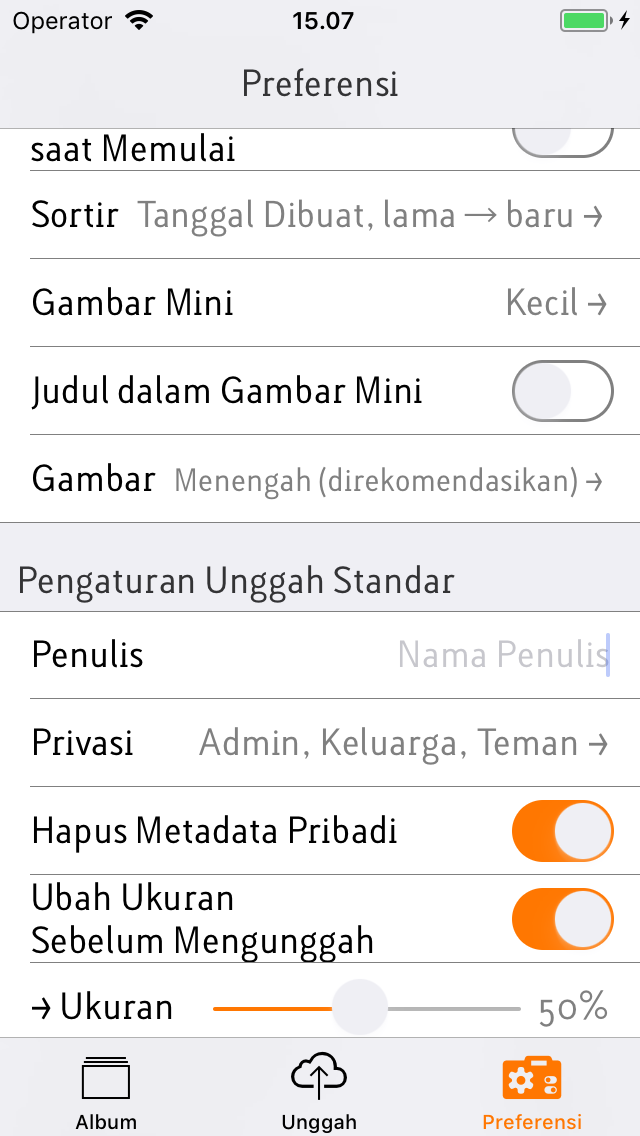 Operator 15.07
Preferensi
saat Memulai
Sortir Tanggal Dibuat, lama → baru →
Gambar Mini Kecil →
Judul dalam Gambar Mini
Gambar Menengah (direkomendasikan) →
Pengaturan Unggah Standar
Penulis Nama Penulis
Privasi Admin, Keluarga, Teman →
Hapus Metadata Pribadi
Ubah Ukuran
Sebelum Mengunggah
→ Ukuran 50%
Album Unggah Preferensi